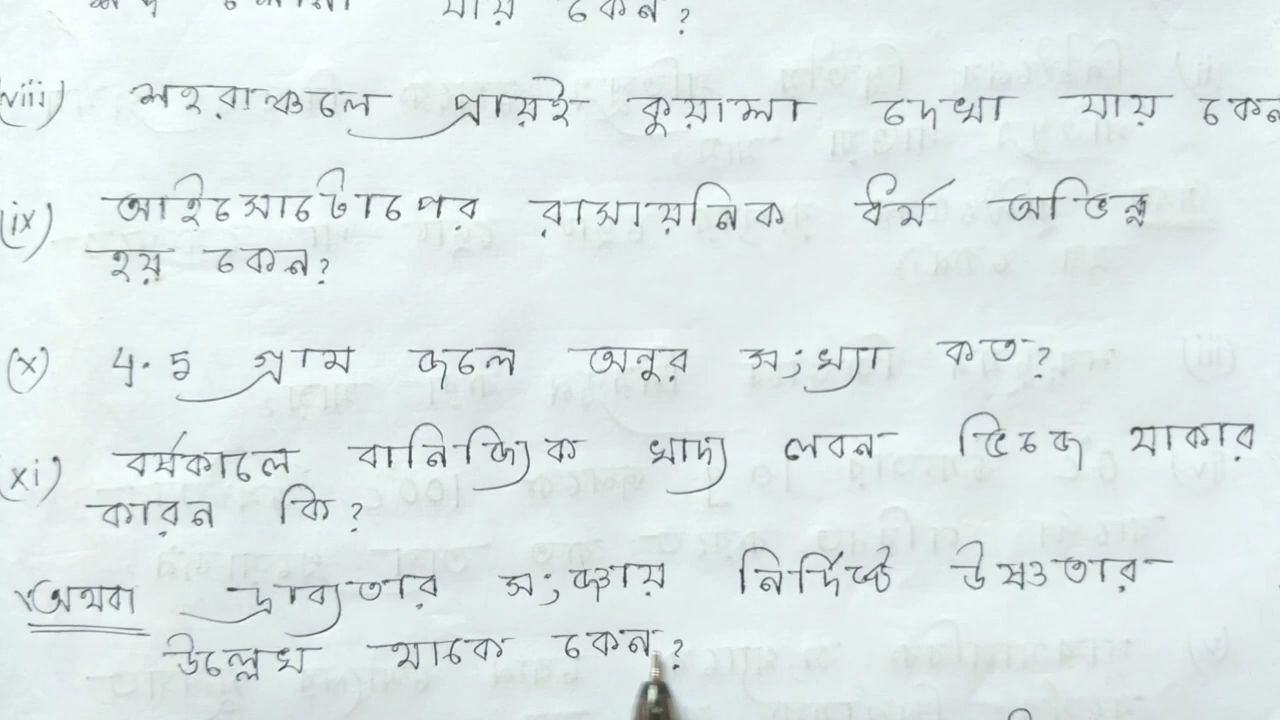 যায় কেন?
viii) শহরাঞ্চলে প্রায়ই কুয়াশা দেখা যায় কেন
(ix) আইসোটোপের রাসায়নিক ধর্ম অভিন্ন
হয় কেন?
(x) 4.5 গ্রাম জলে অনুর সংখ্যা কত?
xi) বর্ষকালে বানিজ্যিক খাদ্য লবন ভিজে থাকার
কারন কি?
অথবা দ্রাব্যতার সংজ্ঞায় নির্দিষ্ট উষ্ণতার
উল্লেখ থাকে কেন?